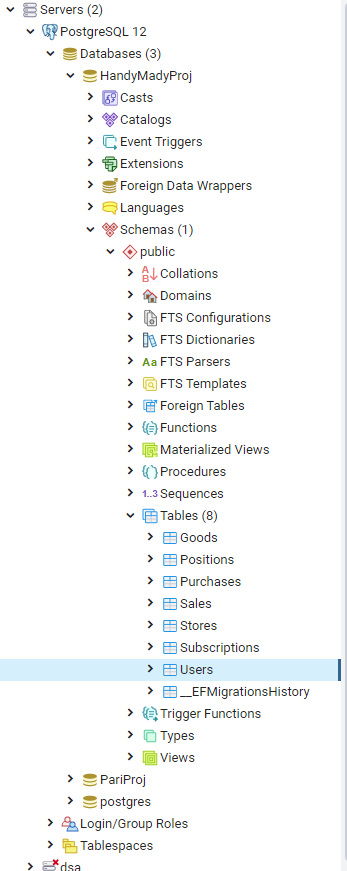 Servers (2)
PostgreSQL 12
Databases (3)
HandyMadyProj
Casts
Catalogs
Event Triggers
Extensions
Foreign Data Wrappers
Languages
Schemas (1)
public
Collations
Domains
FTS Configurations
FTS Dictionaries
Aa FTS Parsers
FTS Templates
Foreign Tables
Functions
Materialized Views
Procedures
1..3 Sequences
Tables (8)
Goods
Positions
Purchases
Sales
Stores
Subscriptions
Users
__EFMigrationsHistory
Trigger Functions
Types
Views
PariProj
postgres
Login/Group Roles
Tablespaces
dsa